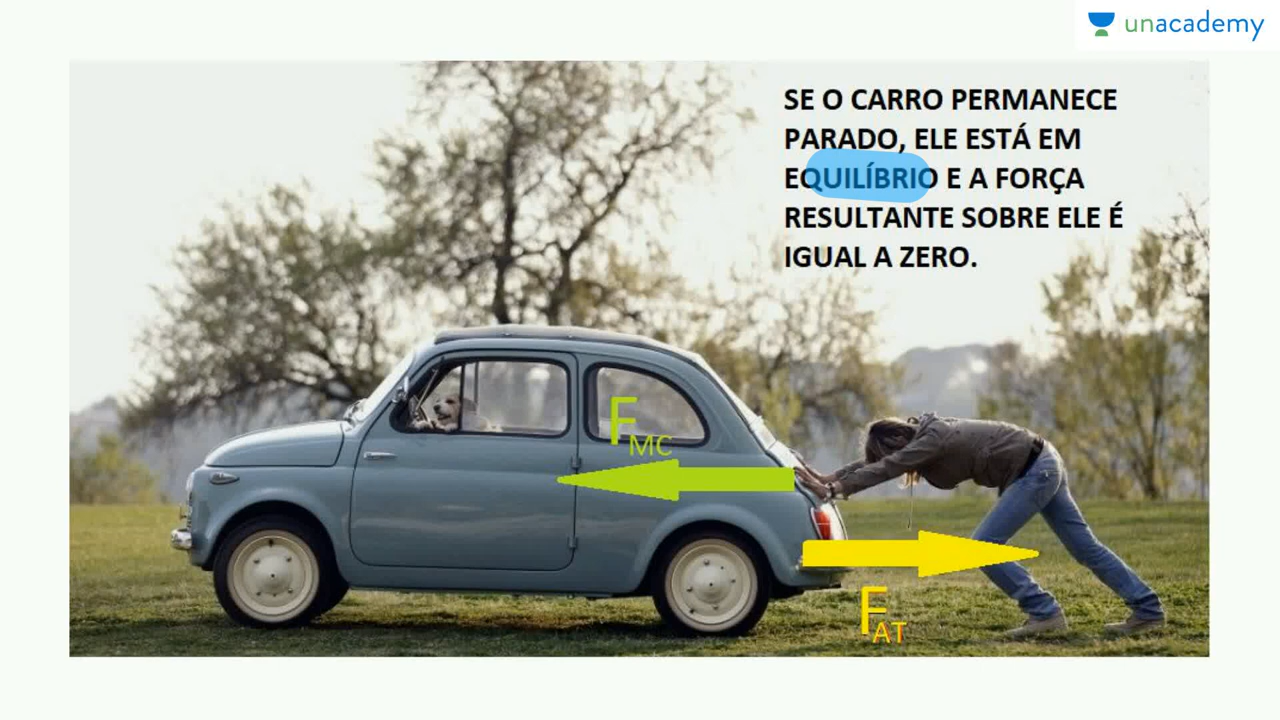 unacademy
SE O CARRO PERMANECE
PARADO, ELE ESTÁ EM
EQUILÍBRIO E A FORÇA
RESULTANTE SOBRE ELE É
IGUAL A ZERO.
FMC
FAT